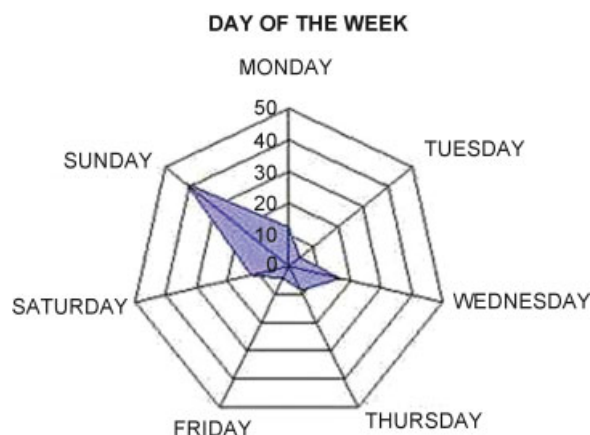 DAY OF THE WEEK
MONDAY
50
40
SUNDAY
TUESDAY
30
20
10
0
SATURDAY
WEDNESDAY
FRIDAY
THURSDAY